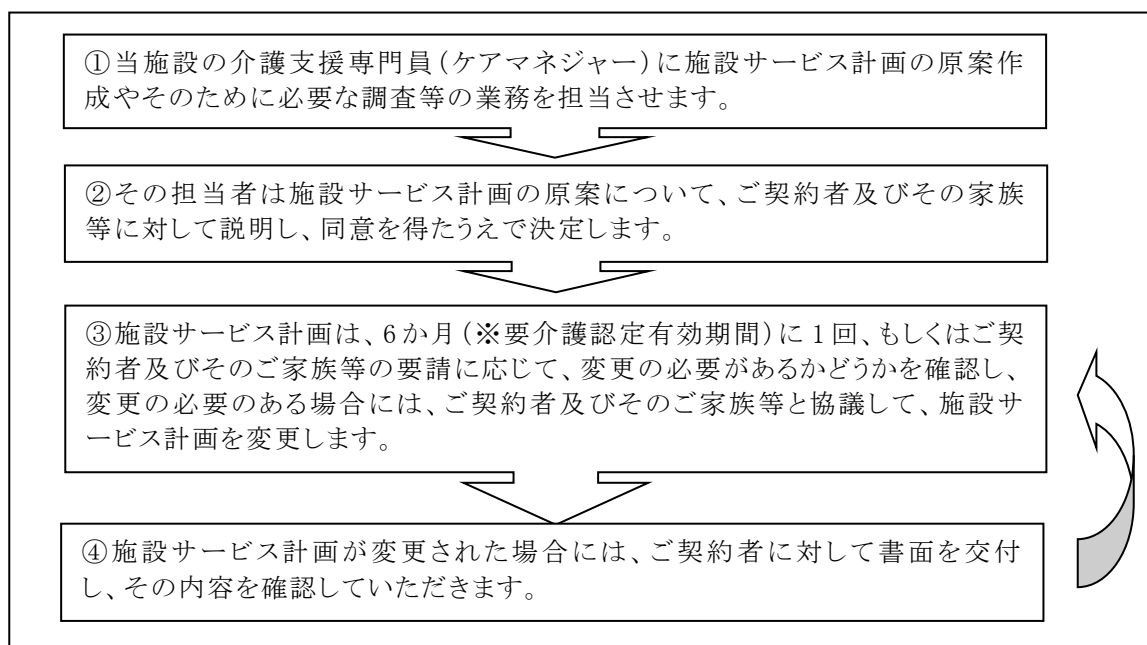 ①当施設の介護支援専門員(ケアマネジャー)に施設サービス計画の原案作
成やそのために必要な調査等の業務を担当させます。
②その担当者は施設サービス計画の原案について、ご契約者及びその家族
等に対して説明し、同意を得たうえで決定します。
③施設サービス計画は、6か月(※要介護認定有効期間)に1回、もしくはご契
約者及びそのご家族等の要請に応じて、変更の必要があるかどうかを確認し、
変更の必要のある場合には、ご契約者及びそのご家族等と協議して、施設サ
ービス計画を変更します。
④施設サービス計画が変更された場合には、ご契約者に対して書面を交付
し、その内容を確認していただきます。